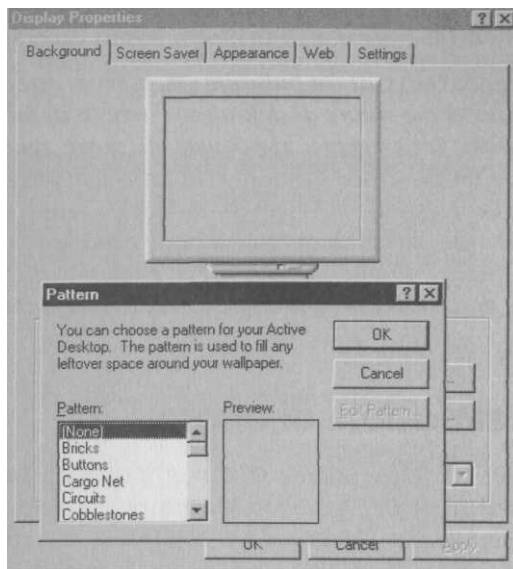 Display Properties
Background
Screen Saver
Appearance
Web
Settings
Pattern
You can choose a pattern for your Active
Desktop. The pattern is used to fill any
leftover space around your wallpaper.
OK
Cancel
Edit Pattern...
Pattern:
Preview:
(None)
Bricks
Buttons
Cargo Net
Circuits
Cobblestones
OK
Cancel
Apply